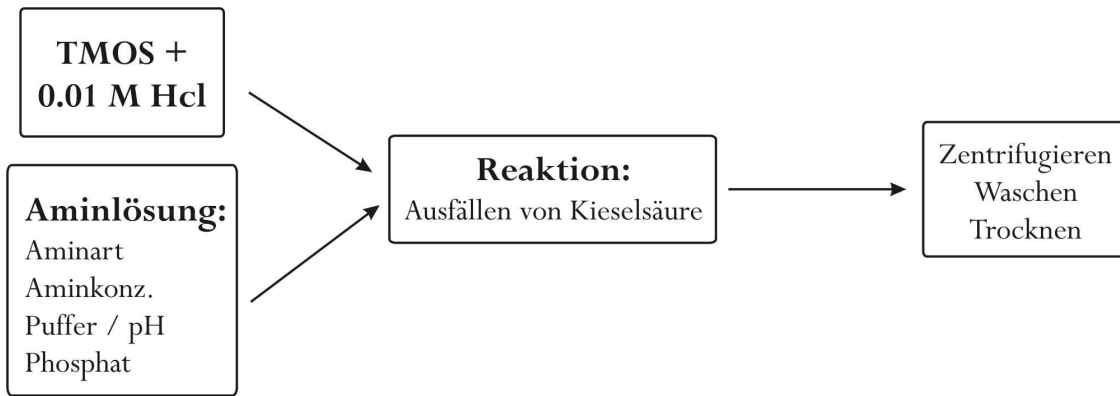 TMOS +
0.01 M Hcl
Aminlösung:
Aminart
Aminkonz.
Puffer / pH
Phosphat
Reaktion:
Ausfällen von Kieselsäure
Zentrifugieren
Waschen
Trocknen